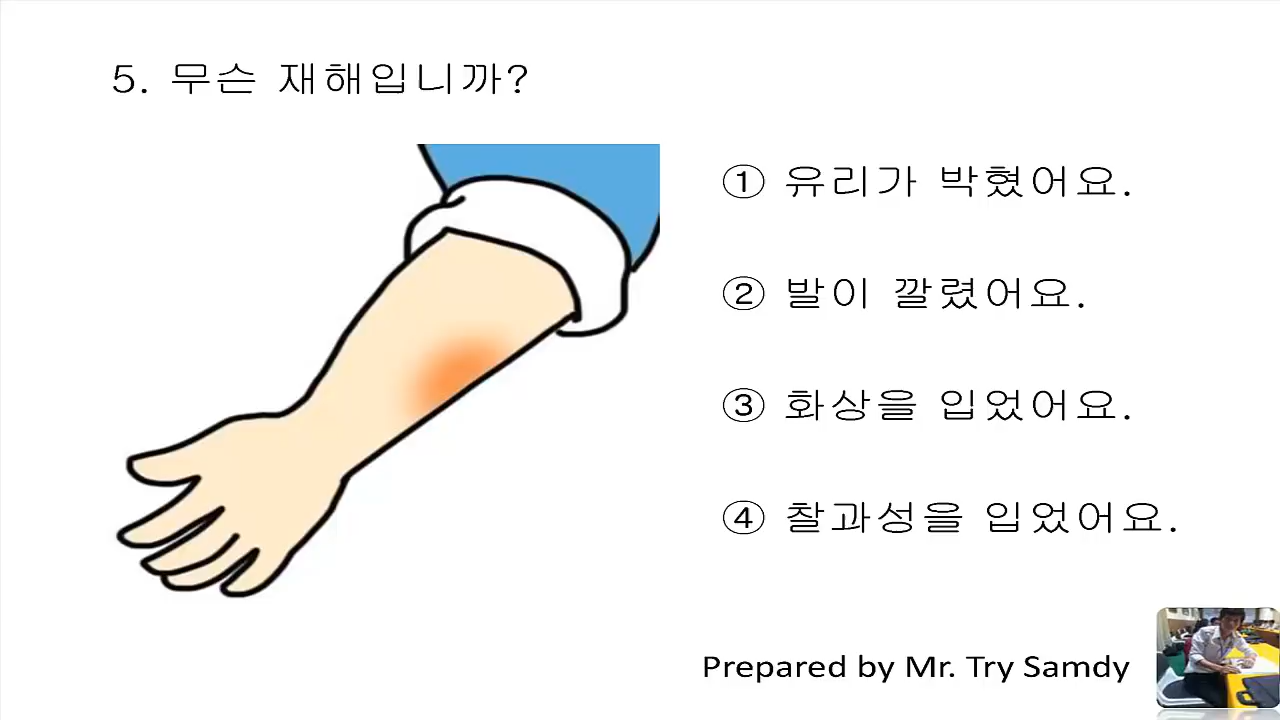 5. 무슨 재해입니까?
① 유리가 박혔어요.
② 발이 깔렸어요.
③ 화상을 입었어요.
④ 찰과성을 입었어요.
Prepared by Mr. Try Samdy